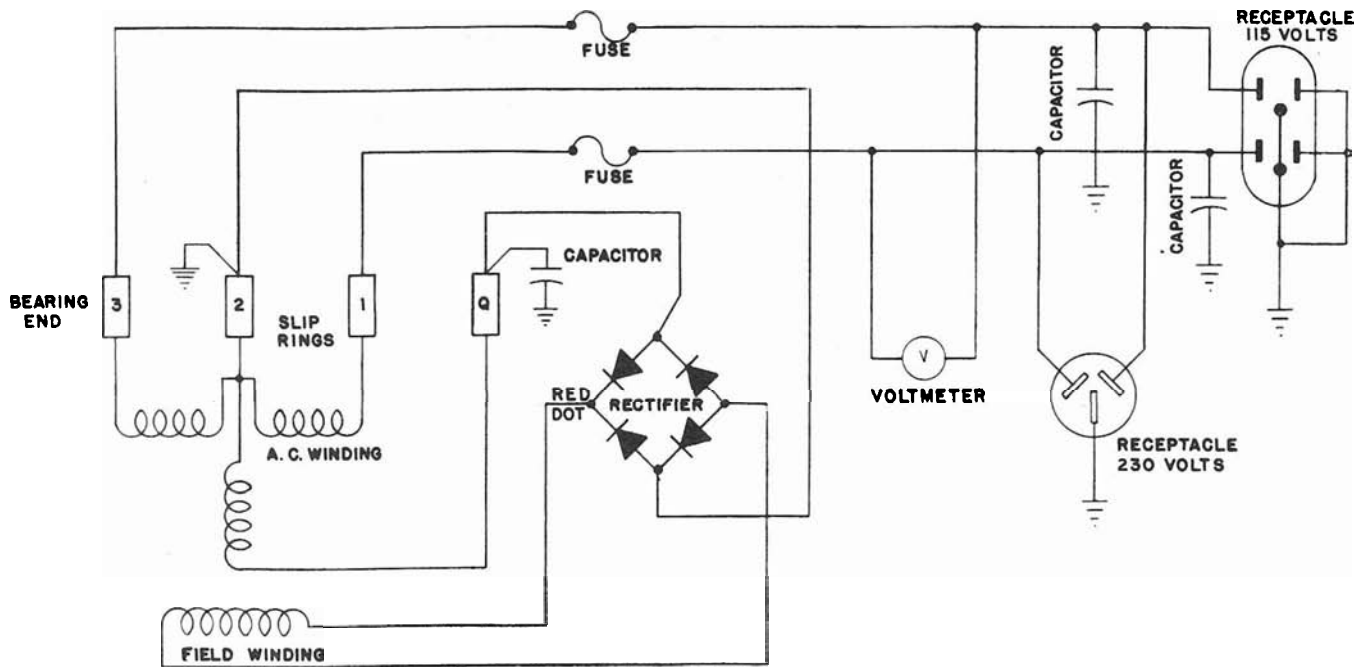 RECEPTACLE
115 VOLTS
FUSE
CAPACITOR
FUSE
CAPACITOR
CAPACITOR
BEARING
END
3
2
1
Q
SLIP
RINGS
RED
DOT
RECTIFIER
V
VOLTMETER
A.C. WINDING
RECEPTACLE
230 VOLTS
FIELD WINDING